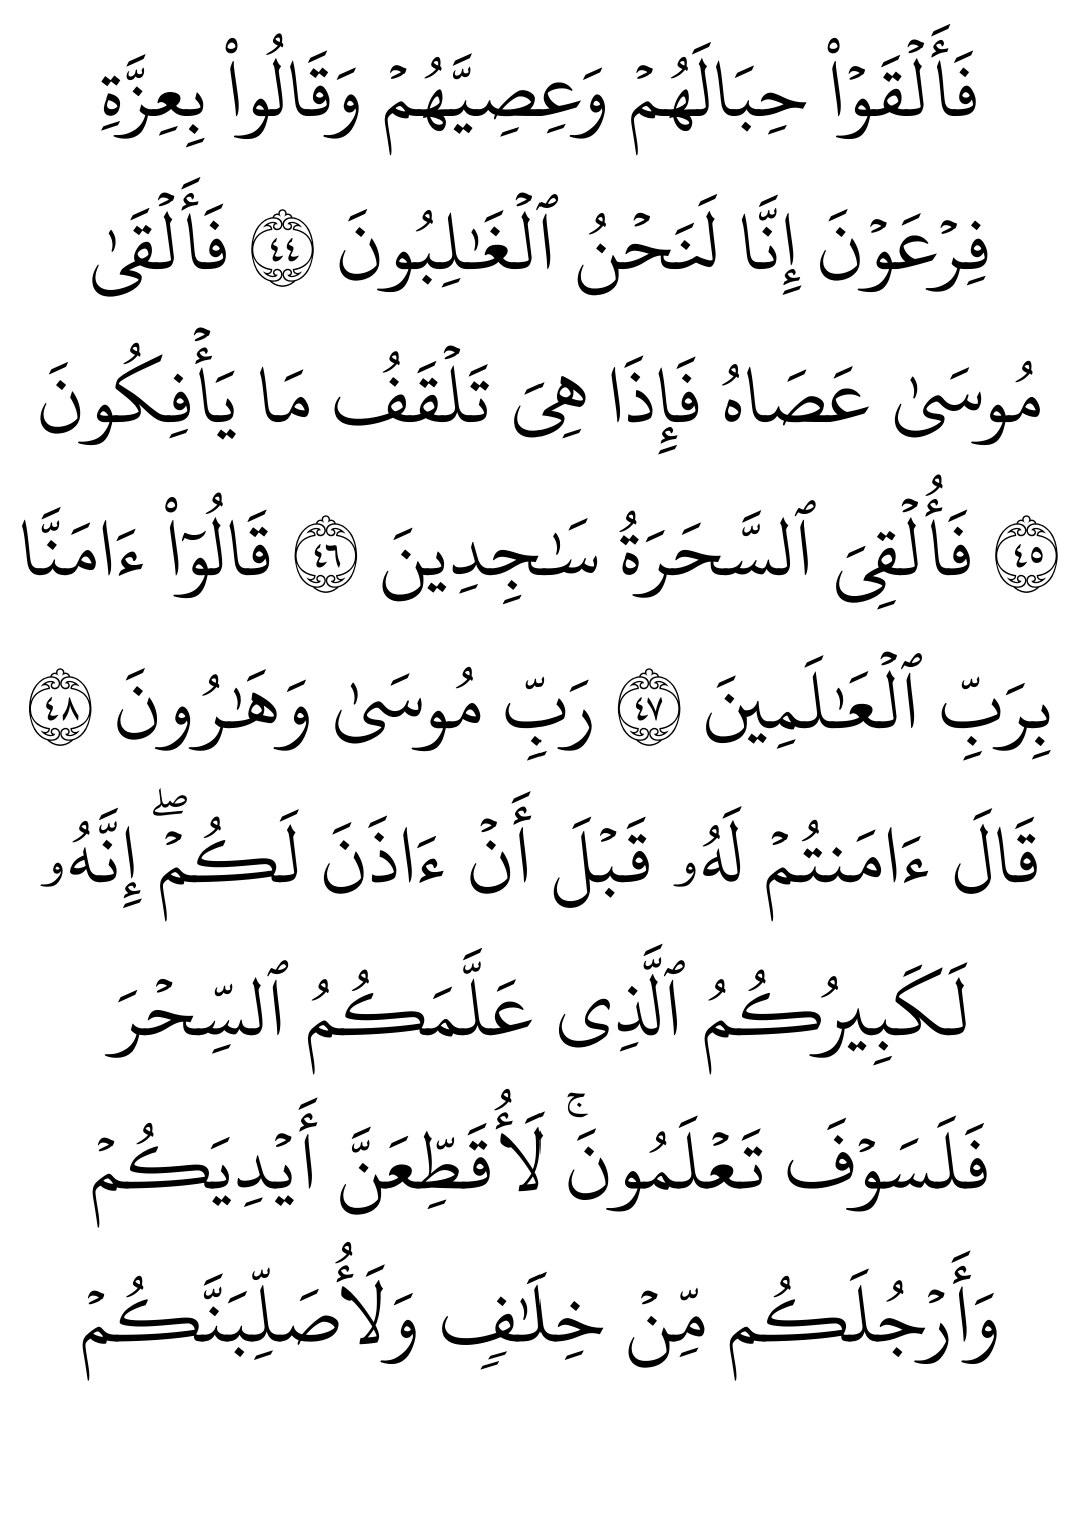 فَأَلۡقَوۡاْ حِبَالَهُمۡ وَعِصِيَّهُمۡ وَقَالُواْ بِعِزَّةِ
فِرۡعَوۡنَ إِنَّا لَنَحۡنُ ٱلۡغَٰلِبُونَ ٤٤ فَأَلۡقَىٰ
مُوسَىٰ عَصَاهُ فَإِذَا هِيَ تَلۡقَفُ مَا يَأۡفِكُونَ
٤٥ فَأُلۡقِيَ ٱلسَّحَرَةُ سَٰجِدِينَ ٤٦ قَالُوٓاْ ءَامَنَّا
بِرَبِّ ٱلۡعَٰلَمِينَ ٤٧ رَبِّ مُوسَىٰ وَهَٰرُونَ ٤٨
قَالَ ءَامَنتُمۡ لَهُۥ قَبۡلَ أَنۡ ءَاذَنَ لَكُمۡۖ إِنَّهُۥ
لَكَبِيرُكُمُ ٱلَّذِي عَلَّمَكُمُ ٱلسِّحۡرَ
فَلَسَوۡفَ تَعۡلَمُونَۚ لَأُقَطِّعَنَّ أَيۡدِيَكُمۡ
وَأَرۡجُلَكُم مِّنۡ خِلَٰفٖ وَلَأُصَلِّبَنَّكُمۡ